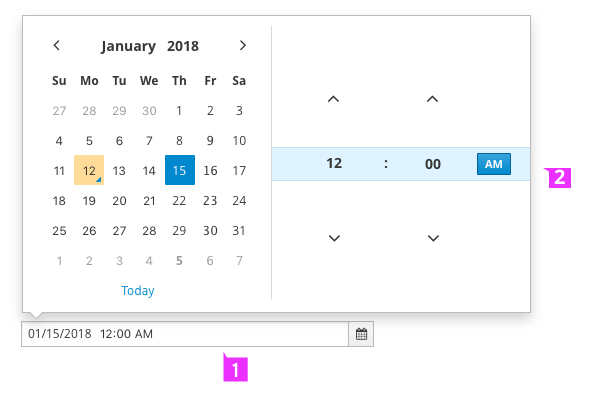 January 2018
Su Mo Tu We Th Fr Sa
27 28 29 30 1 2 3
4 5 6 7 8 9 10
11 12 13 14 15 16 17
18 19 20 21 22 23 24
25 26 27 28 29 30 31
1 2 3 4 5 6 7
Today
12 : 00 AM
2
01/15/2018 12:00 AM
1